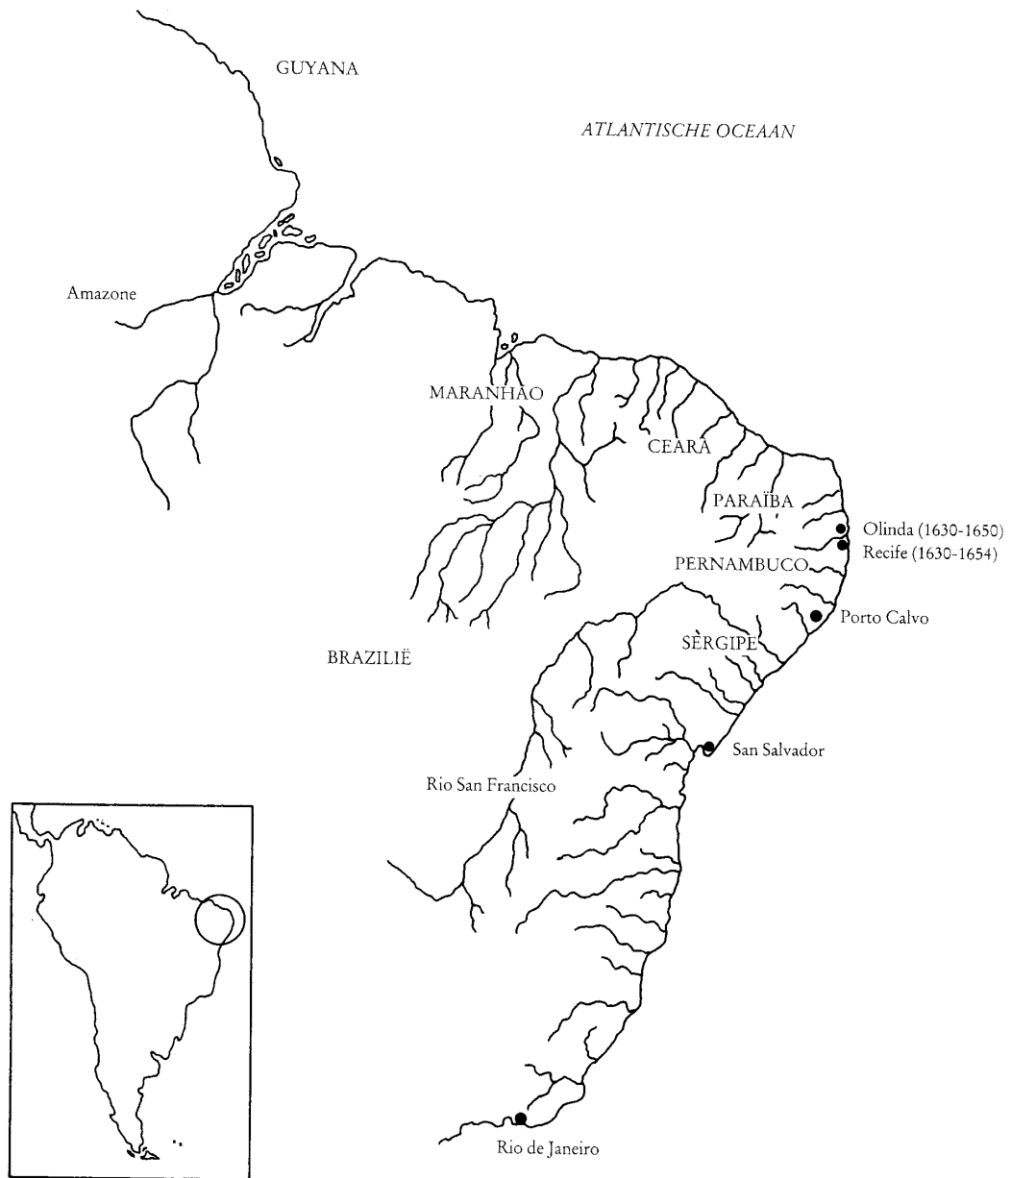 GUYANA
ATLANTISCHE OCEAAN
Amazone
MARANHÃO
CEARÀ
PARAÏBA
Olinda (1630-1650)
Recife (1630-1654)
PERNAMBUCO
Porto Calvo
SÈRGIPE
BRAZILIË
San Salvador
Rio San Francisco
Rio de Janeiro